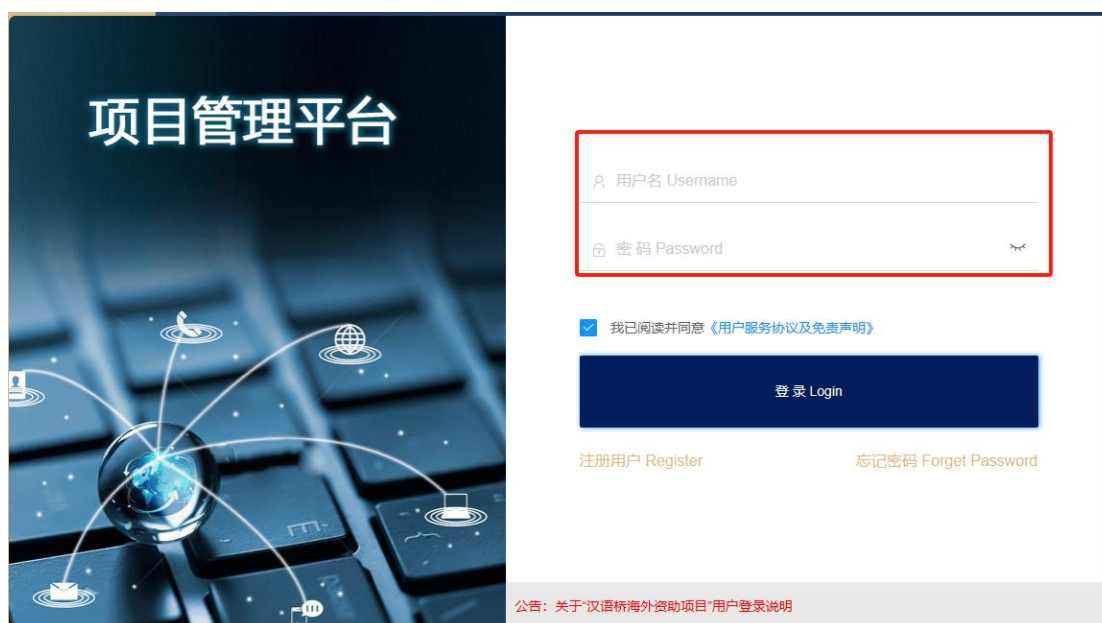 项目管理平台
用户名 Username
密 码 Password
我已阅读并同意《用户服务协议及免责声明》
登 录 Login
注册用户 Register
忘记密码 Forget Password
公告：关于“汉语桥海外资助项目”用户登录说明